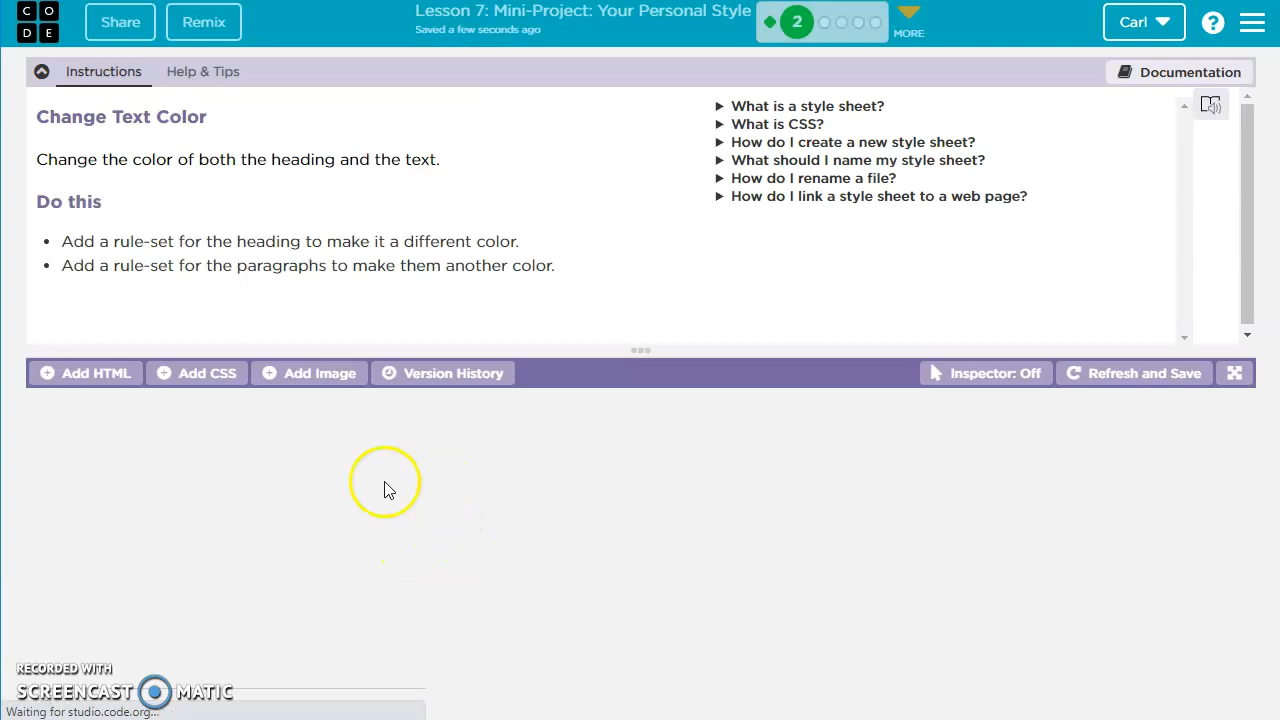 CO
DE
Share
Remix
Lesson 7: Mini-Project: Your Personal Style
Saved a few seconds ago
2
MORE
Carl
?
Instructions
Help & Tips
Documentation
Change Text Color
Change the color of both the heading and the text.
Do this
• Add a rule-set for the heading to make it a different color.
• Add a rule-set for the paragraphs to make them another color.
What is a style sheet?
What is CSS?
How do I create a new style sheet?
What should I name my style sheet?
How do I rename a file?
How do I link a style sheet to a web page?
Add HTML
Add CSS
Add Image
Version History
Inspector: Off
Refresh and Save
RECORDED WITH
SCREENCAST MATIC
Waiting for studio.code.org...